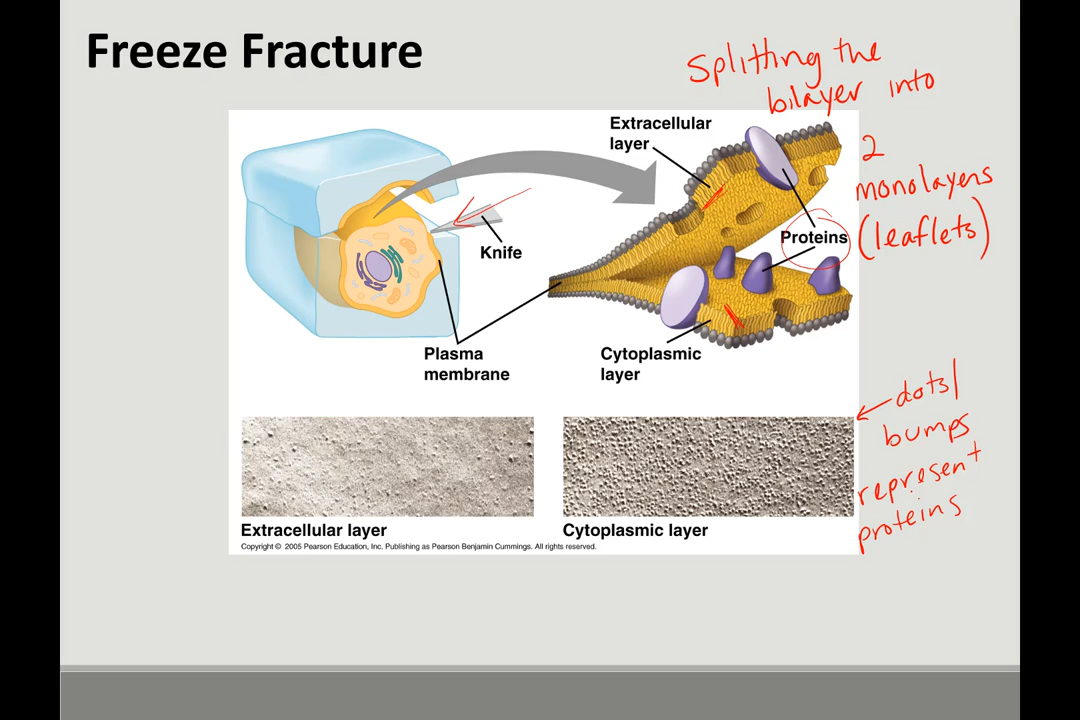 Freeze Fracture
Splitting the
bilayer into
2
monolayers
(leaflets)
Extracellular
layer
Proteins
Knife
Plasma
membrane
Cytoplasmic
layer
dots/
bumps
represent
proteins
Extracellular layer
Cytoplasmic layer
Copyright © 2005 Pearson Education, Inc. Publishing as Pearson Benjamin Cummings. All rights reserved.